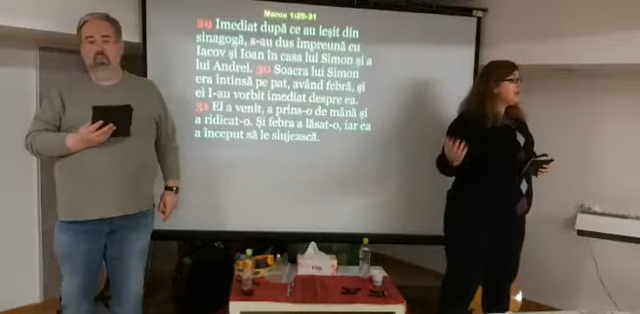 Marcu 1:29-31
29 Imediat după ce au ieșit din
sinagogă, s-au dus împreună cu
Iacov și Ioan în casa lui Simon și a
lui Andrei. 30 Soacra lui Simon
era întinsă pe pat, având febră, și
ei I-au vorbit imediat despre ea.
31 El a venit, a prins-o de mână și
a ridicat-o. Și febra a lăsat-o, iar ea
a început să le slujească.